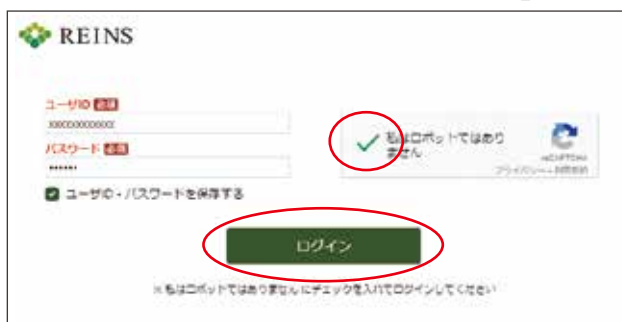 REINS
ユーザID 必須
xxxxxxxxxxxx
パスワード 必須
••••••
ユーザID・パスワードを保存する
私はロボットではあり
ません
reCAPTCHA
プライバシー - 利用規約
ログイン
※私はロボットではありませんにチェックを入れてログインしてください